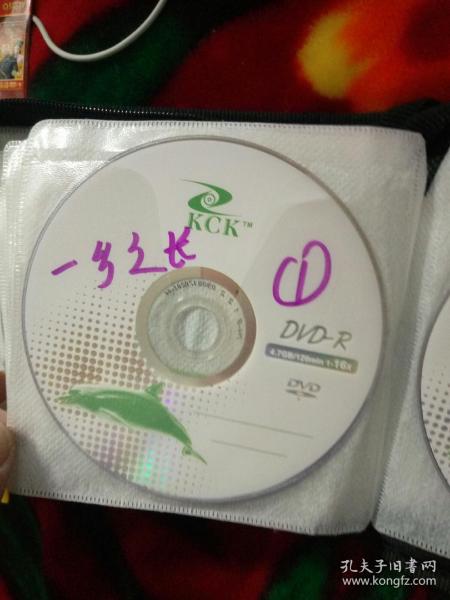 KCK™
一乡之长
①
DVD-R
4.7GB/120min 1-16x
DVD
孔夫子旧书网
www.kongfz.com